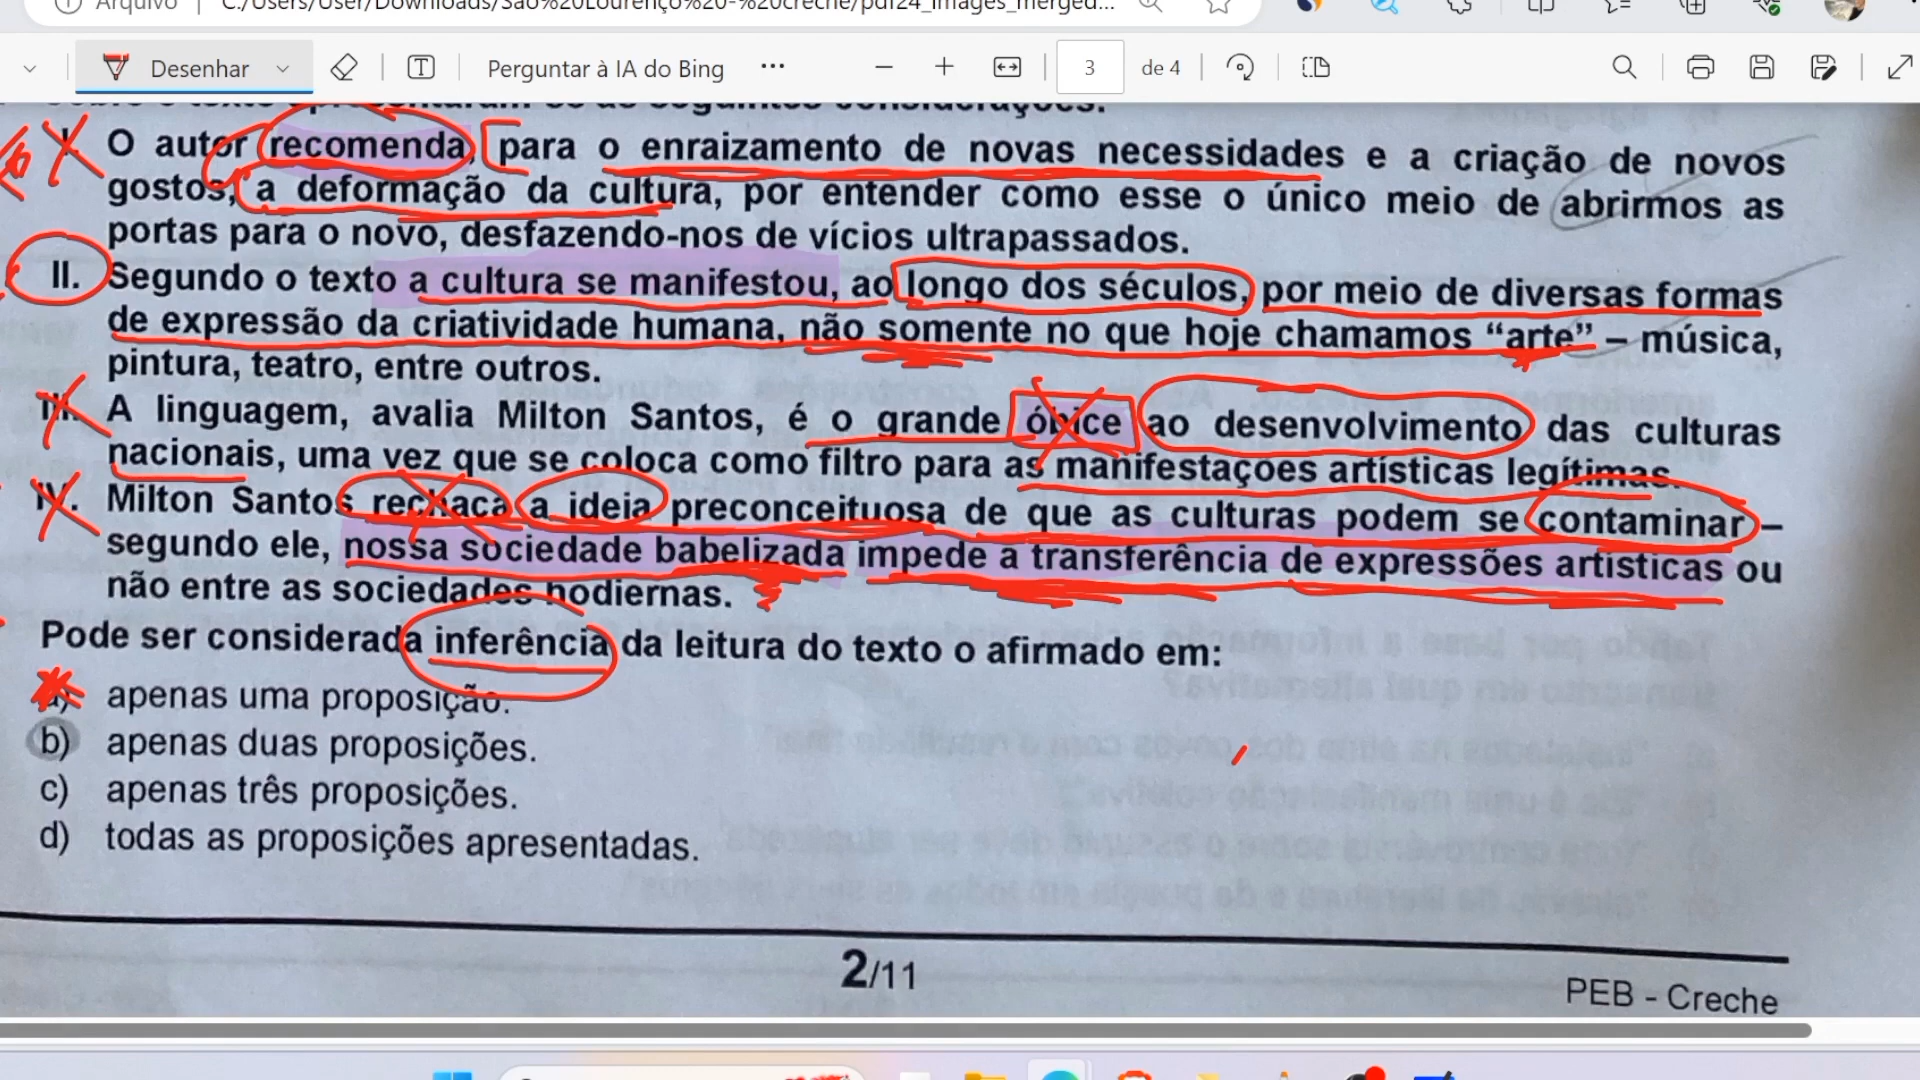 Arquivo | C:/Users/User/Downloads/São%20Lourenço%20-%20creche/pdf24_images_merged...
Desenhar Perguntar à IA do Bing ... 3 de 4
Sobre o texto apresentaram-se as seguintes considerações:
I. O autor recomenda, para o enraizamento de novas necessidades e a criação de novos
gostos, a deformação da cultura, por entender como esse o único meio de abrirmos as
portas para o novo, desfazendo-nos de vícios ultrapassados.
II. Segundo o texto a cultura se manifestou, ao longo dos séculos, por meio de diversas formas
de expressão da criatividade humana, não somente no que hoje chamamos “arte” – música,
pintura, teatro, entre outros.
III. A linguagem, avalia Milton Santos, é o grande óbice ao desenvolvimento das culturas
nacionais, uma vez que se coloca como filtro para as manifestações artísticas legítimas.
IV. Milton Santos rechaça a ideia preconceituosa de que as culturas podem se contaminar –
segundo ele, nossa sociedade babelizada impede a transferência de expressões artísticas ou
não entre as sociedades hodiernas.
Pode ser considerada inferência da leitura do texto o afirmado em:
a) apenas uma proposição.
b) apenas duas proposições.
c) apenas três proposições.
d) todas as proposições apresentadas.
2/11
PEB - Creche